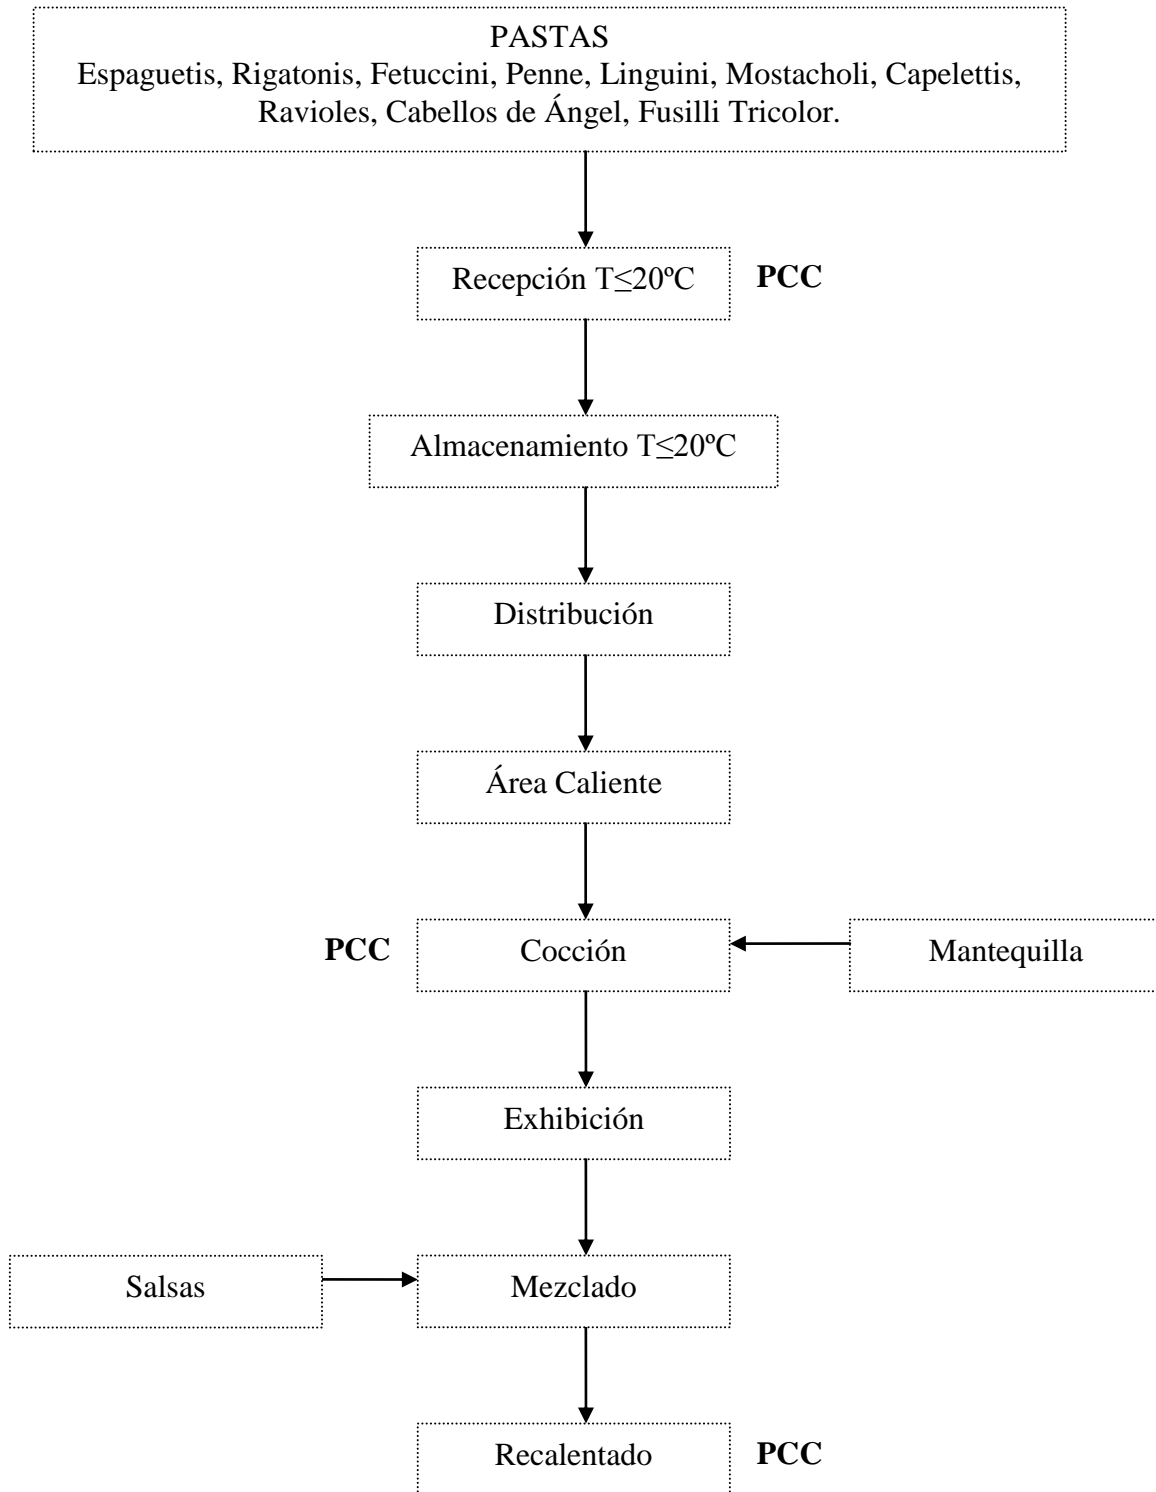 PASTAS
Espaguetis, Rigatonis, Fetuccini, Penne, Linguini, Mostacholi, Capelettis,
Ravioles, Cabellos de Ángel, Fusilli Tricolor.
Recepción T≤20ºC
PCC
Almacenamiento T≤20ºC
Distribución
Área Caliente
PCC
Cocción
Mantequilla
Exhibición
Salsas
Mezclado
Recalentado
PCC